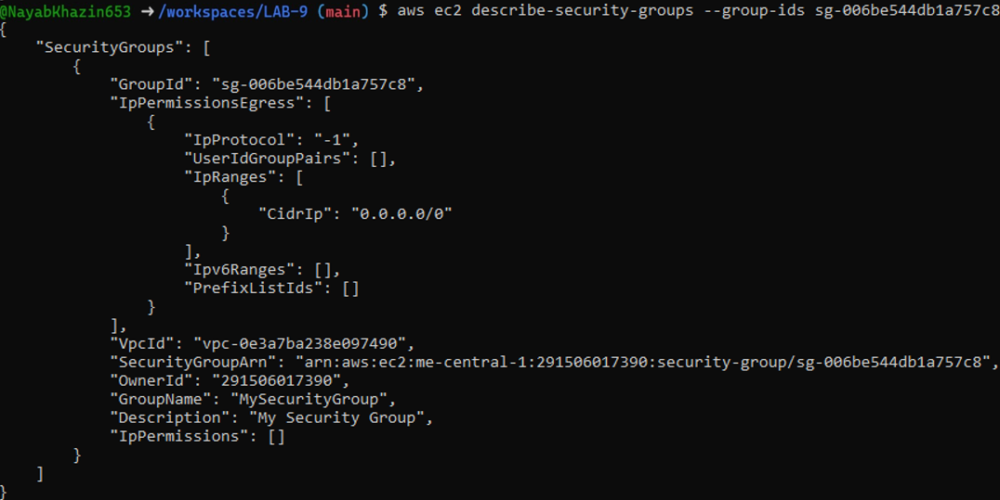 @NayabKhazin653 ➜/workspaces/LAB-9 (main) $ aws ec2 describe-security-groups --group-ids sg-006be544db1a757c8
{
    "SecurityGroups": [
        {
            "GroupId": "sg-006be544db1a757c8",
            "IpPermissionsEgress": [
                {
                    "IpProtocol": "-1",
                    "UserIdGroupPairs": [],
                    "IpRanges": [
                        {
                            "CidrIp": "0.0.0.0/0"
                        }
                    ],
                    "Ipv6Ranges": [],
                    "PrefixListIds": []
                }
            ],
            "VpcId": "vpc-0e3a7ba238e097490",
            "SecurityGroupArn": "arn:aws:ec2:me-central-1:291506017390:security-group/sg-006be544db1a757c8",
            "OwnerId": "291506017390",
            "GroupName": "MySecurityGroup",
            "Description": "My Security Group",
            "IpPermissions": []
        }
    ]
}